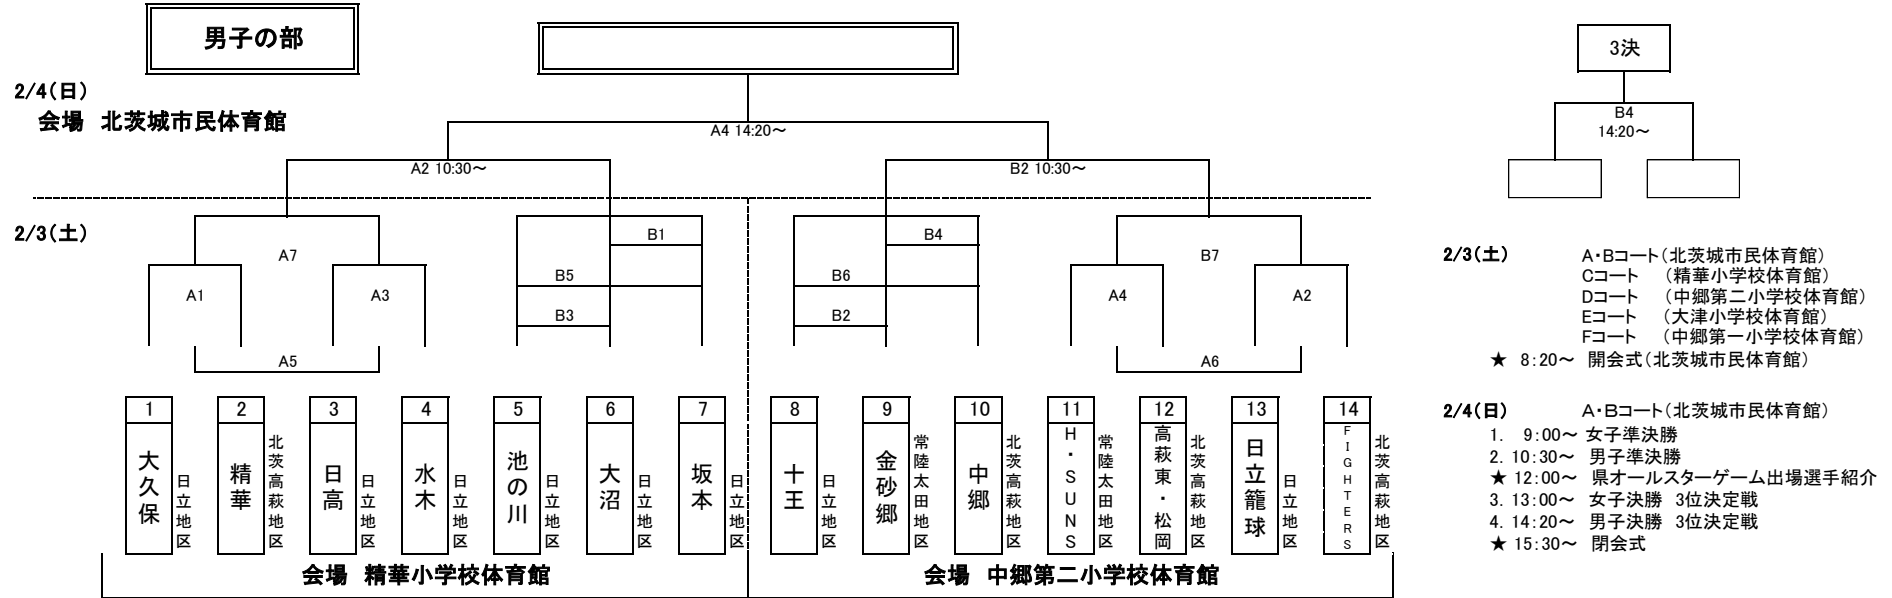 男子の部
2/4(日)
会場 北茨城市民体育館
A4 14:20～
A2 10:30～
B2 10:30～
3決
B4
14:20～
2/3(土)
A7
A1
A3
A5
B1
B5
B3
B4
B6
B2
B7
A4
A2
A6
1
大久保
日立地区
2
精華
北茨高萩地区
3
日高
日立地区
4
水木
日立地区
5
池の川
日立地区
6
大沼
日立地区
7
坂本
日立地区
8
十王
日立地区
9
金砂郷
常陸太田地区
10
中郷
北茨高萩地区
11
H・SUNS
常陸太田地区
12
高萩東・松岡
北茨高萩地区
13
日立籠球
日立地区
14
FIGHTERS
北茨高萩地区
会場 精華小学校体育館
会場 中郷第二小学校体育館
2/3(土) A・Bコート(北茨城市民体育館)
Cコート (精華小学校体育館)
Dコート (中郷第二小学校体育館)
Eコート (大津小学校体育館)
Fコート (中郷第一小学校体育館)
★ 8:20～ 開会式(北茨城市民体育館)
2/4(日) A・Bコート(北茨城市民体育館)
1. 9:00～ 女子準決勝
2. 10:30～ 男子準決勝
★ 12:00～ 県オールスターゲーム出場選手紹介
3. 13:00～ 女子決勝 3位決定戦
4. 14:20～ 男子決勝 3位決定戦
★ 15:30～ 閉会式